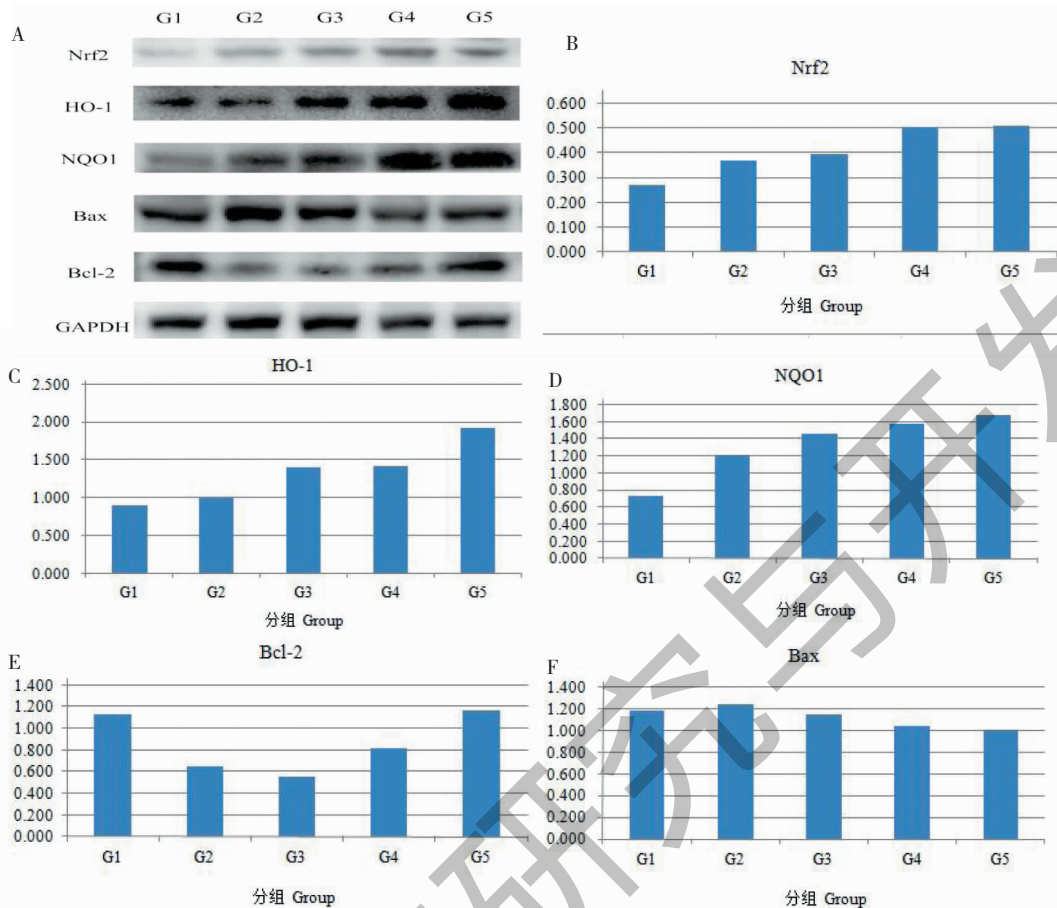 A
G1 G2 G3 G4 G5
Nrf2
HO-1
NQO1
Bax
Bcl-2
GAPDH
B
Nrf2
0.600
0.500
0.400
0.300
0.200
0.100
0.000
G1 G2 G3 G4 G5
分组 Group
C
HO-1
2.500
2.000
1.500
1.000
0.500
0.000
G1 G2 G3 G4 G5
分组 Group
D
NQO1
1.800
1.600
1.400
1.200
1.000
0.800
0.600
0.400
0.200
0.000
G1 G2 G3 G4 G5
分组 Group
E
Bcl-2
1.400
1.200
1.000
0.800
0.600
0.400
0.200
0.000
G1 G2 G3 G4 G5
分组 Group
F
Bax
1.400
1.200
1.000
0.800
0.600
0.400
0.200
0.000
G1 G2 G3 G4 G5
分组 Group
研究与开发